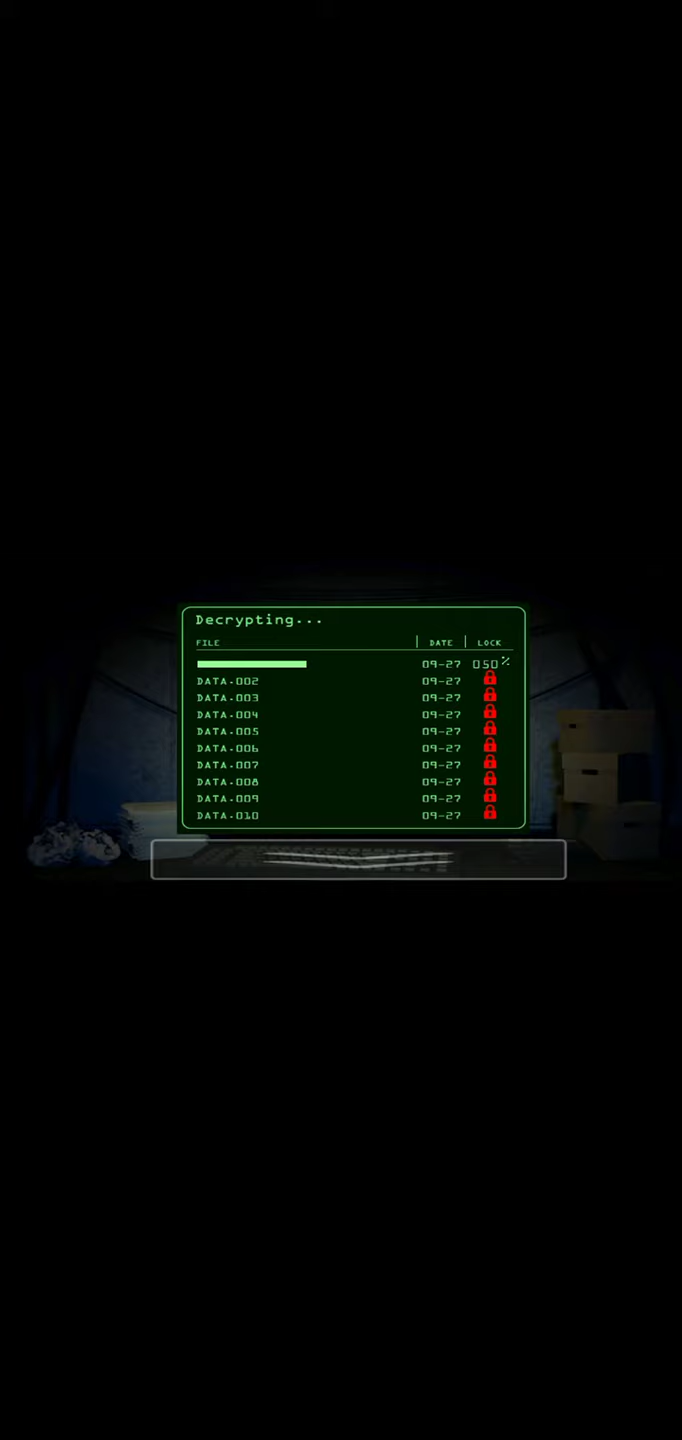 Decrypting...
FILE | DATE | LOCK
09-27 050%
DATA.002 09-27
DATA.003 09-27
DATA.004 09-27
DATA.005 09-27
DATA.006 09-27
DATA.007 09-27
DATA.008 09-27
DATA.009 09-27
DATA.010 09-27